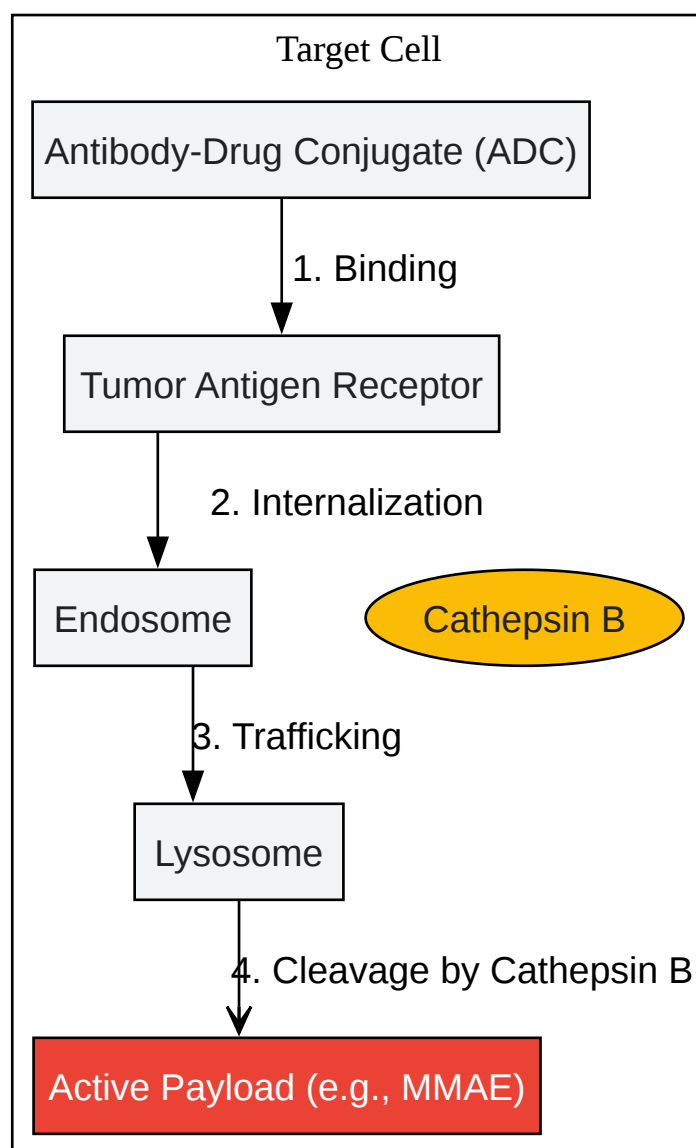 Target Cell
Antibody-Drug Conjugate (ADC)
1. Binding
Tumor Antigen Receptor
2. Internalization
Endosome
Cathepsin B
3. Trafficking
Lysosome
4. Cleavage by Cathepsin B
Active Payload (e.g., MMAE)